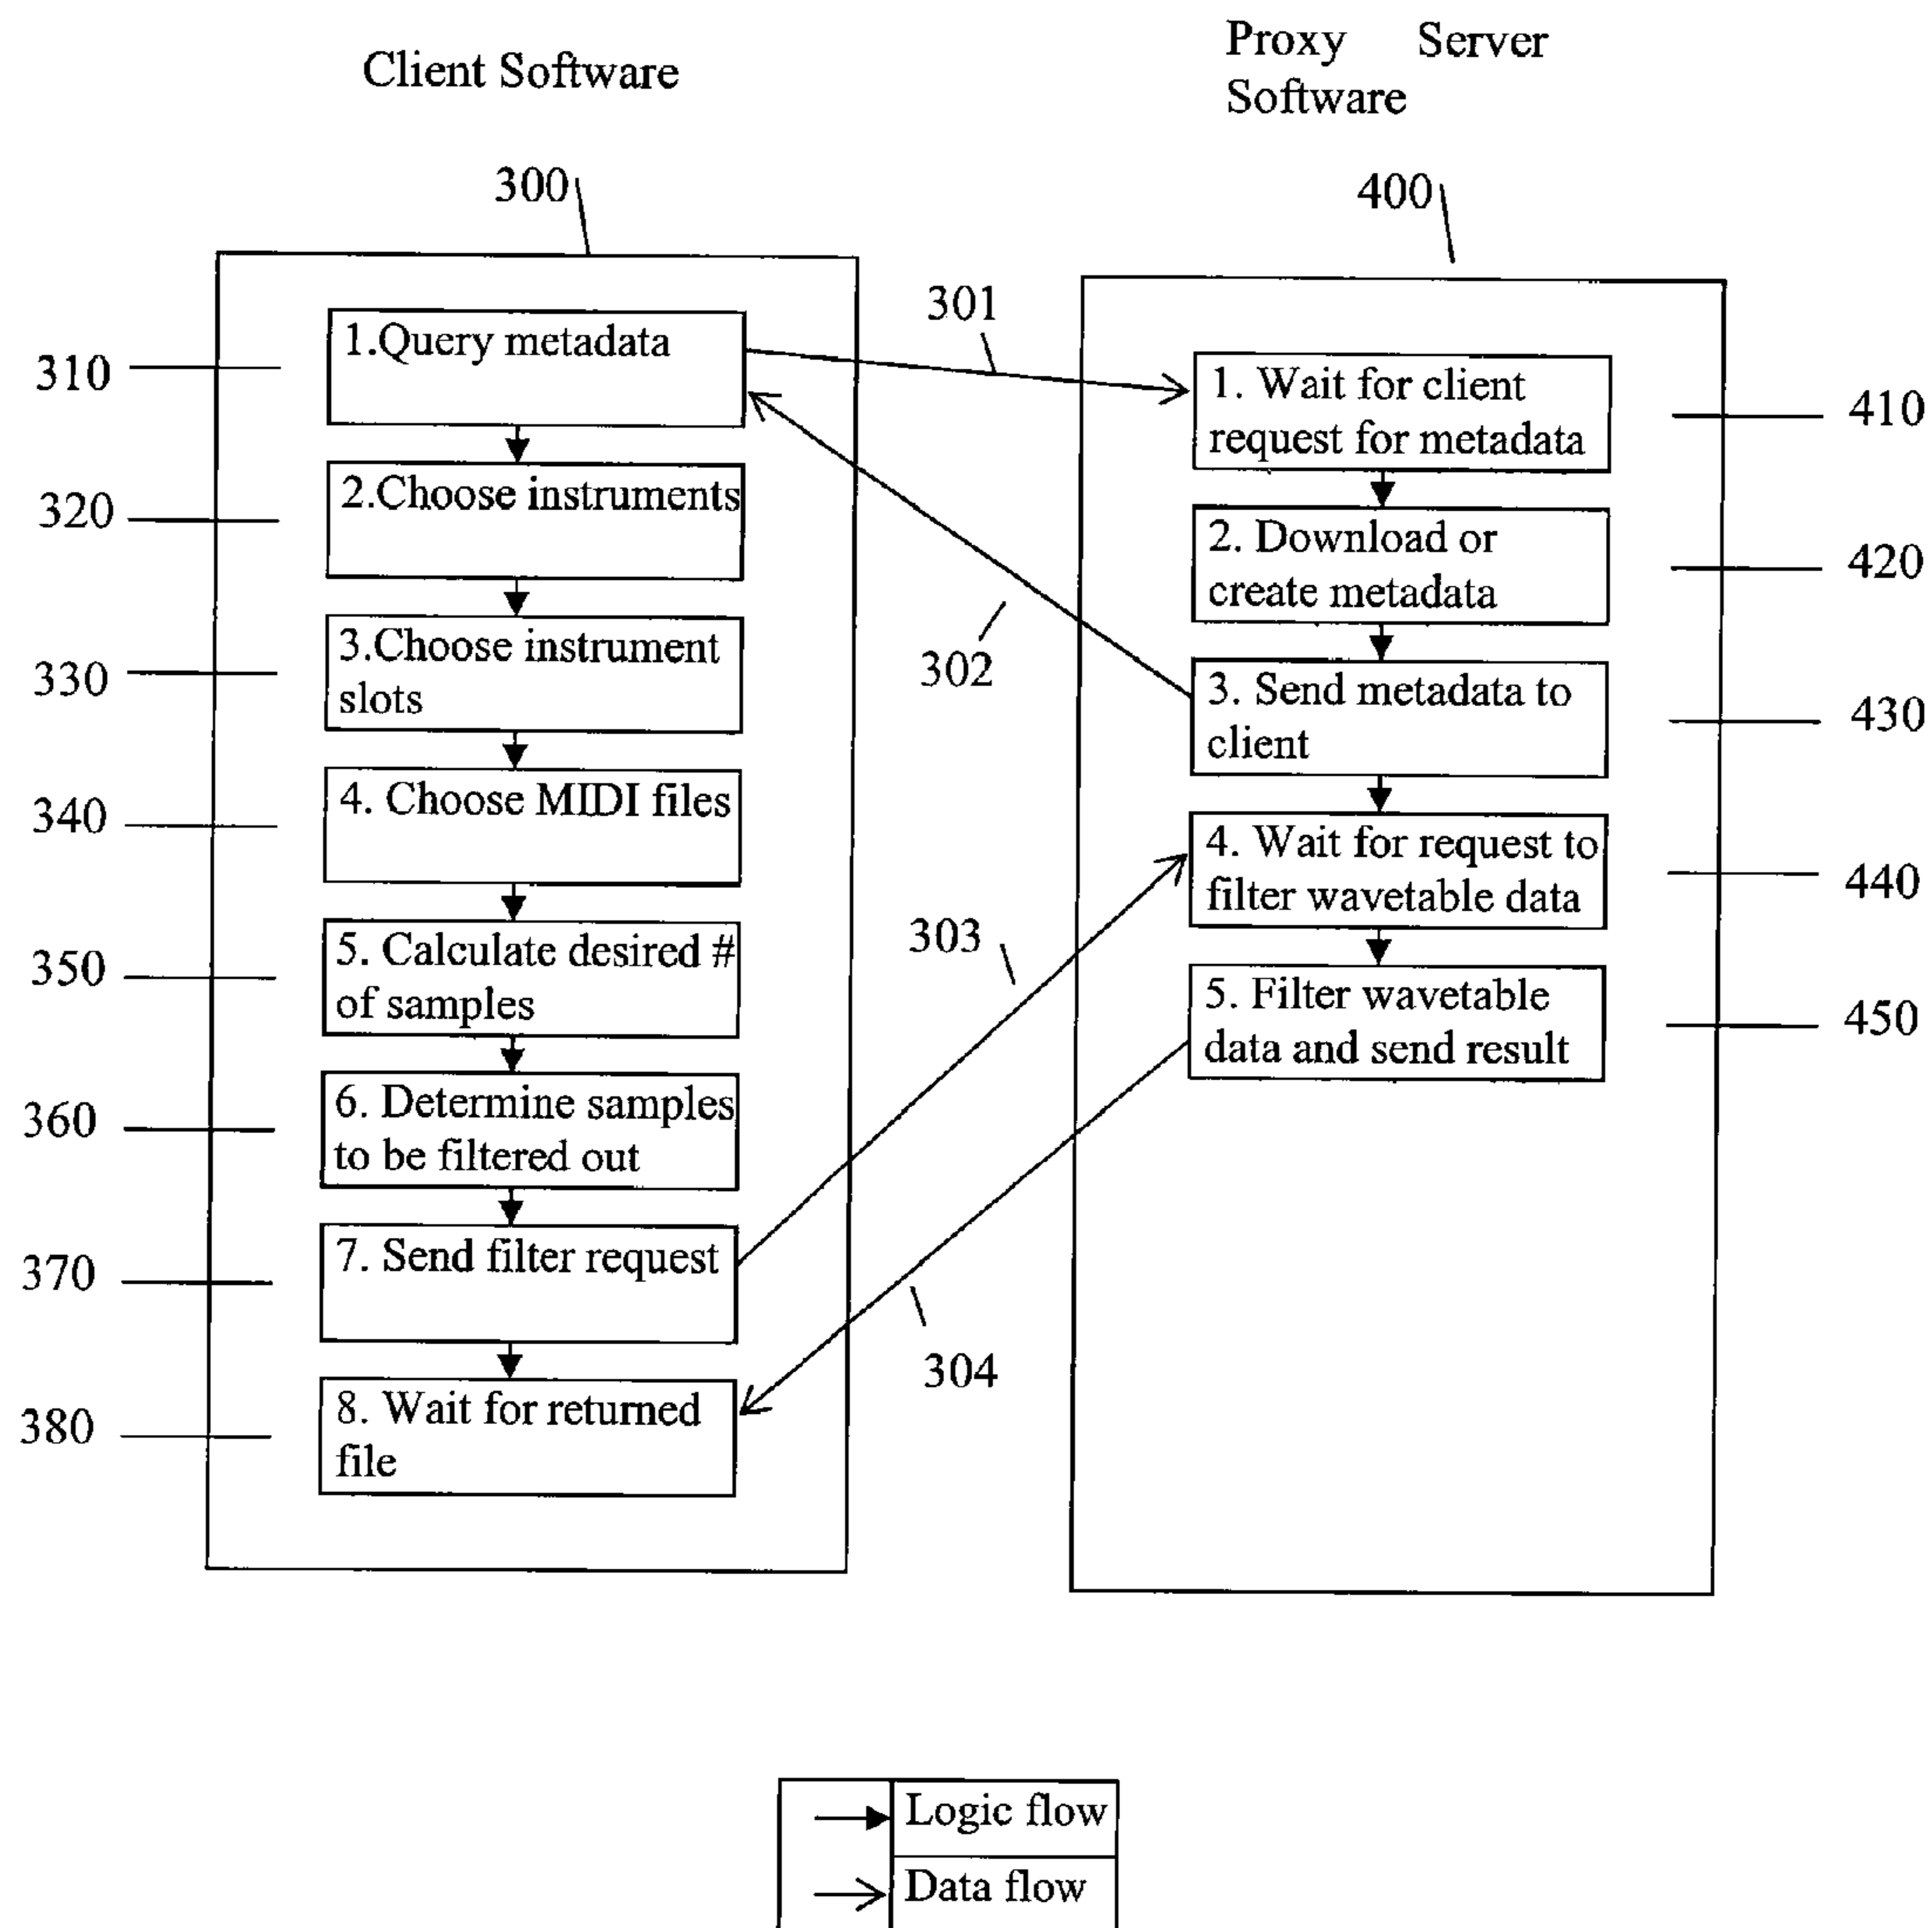 Client Software
Proxy Server
Software
300
400
301
302
303
304
310
1.Query metadata
320
2.Choose instruments
330
3.Choose instrument
slots
340
4. Choose MIDI files
350
5. Calculate desired #
of samples
360
6. Determine samples
to be filtered out
370
7. Send filter request
380
8. Wait for returned
file
1. Wait for client
request for metadata
410
2. Download or
create metadata
420
3. Send metadata to
client
430
4. Wait for request to
filter wavetable data
440
5. Filter wavetable
data and send result
450
Logic flow
Data flow